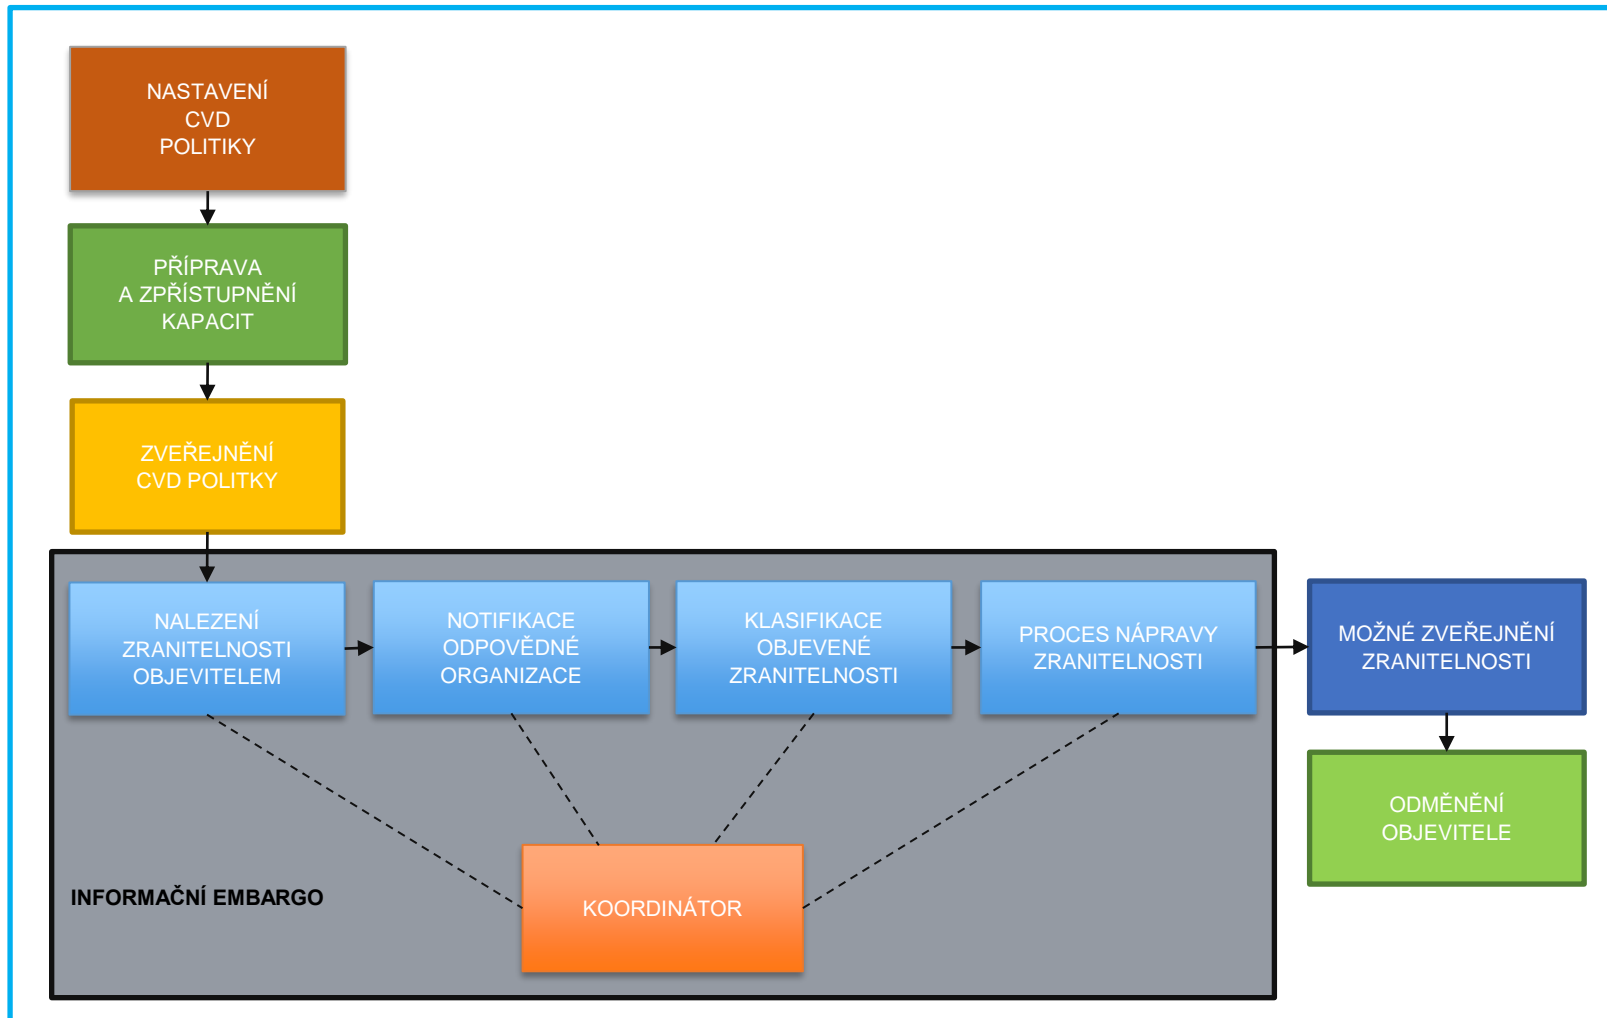 NASTAVENÍ
CVD
POLITIKY
PŘÍPRAVA
A ZPŘÍSTUPNĚNÍ
KAPACIT
ZVEŘEJNĚNÍ
CVD POLITKY
NALEZENÍ
ZRANITELNOSTI
OBJEVITELEM
NOTIFIKACE
ODPOVĚDNÉ
ORGANIZACE
KLASIFIKACE
OBJEVENÉ
ZRANITELNOSTI
PROCES NÁPRAVY
ZRANITELNOSTI
MOŽNÉ ZVEŘEJNĚNÍ
ZRANITELNOSTI
ODMĚNĚNÍ
OBJEVITELE
INFORMAČNÍ EMBARGO
KOORDINÁTOR